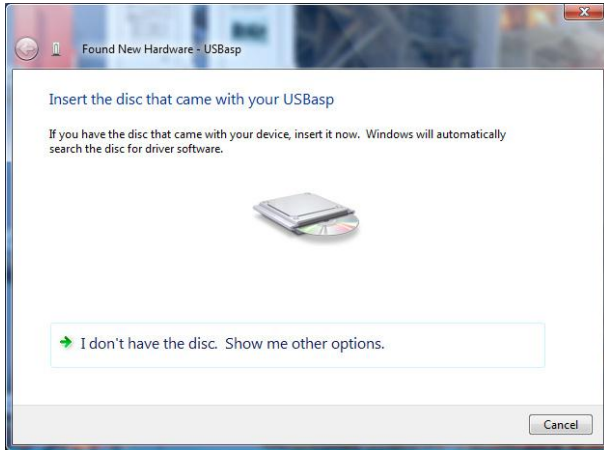 Found New Hardware - USBasp
Insert the disc that came with your USBasp
If you have the disc that came with your device, insert it now. Windows will automatically
search the disc for driver software.
I don't have the disc. Show me other options.
Cancel